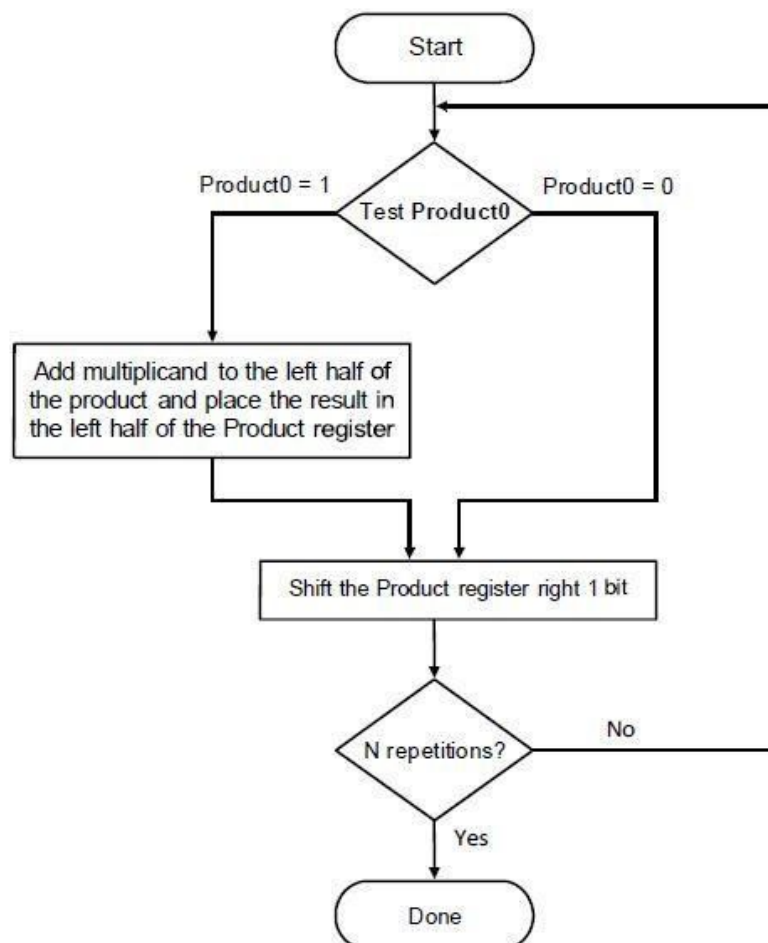 Start
Product0 = 1
Product0 = 0
Test Product0
Add multiplicand to the left half of
the product and place the result in
the left half of the Product register
Shift the Product register right 1 bit
N repetitions?
No
Yes
Done